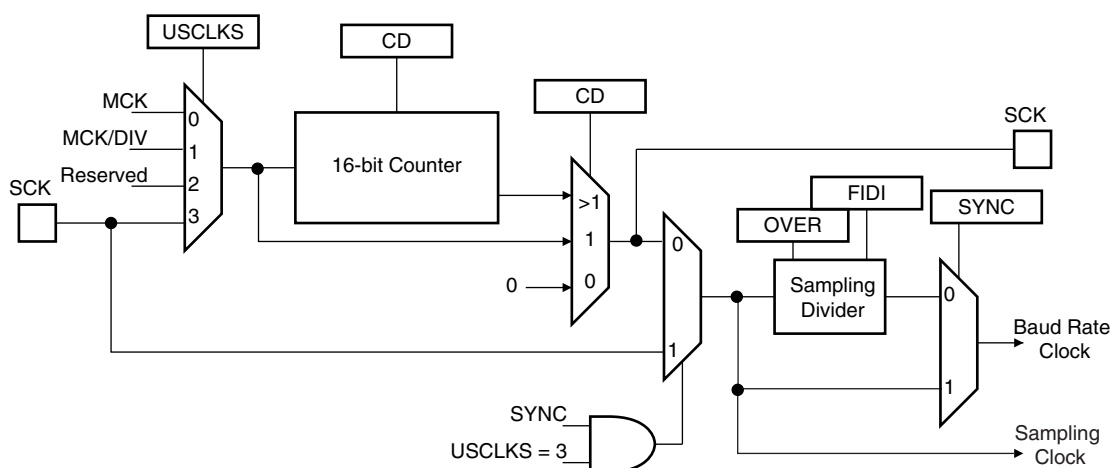 USCLKS
CD
CD
MCK
MCK/DIV
Reserved
SCK
0
1
2
3
16-bit Counter
>1
1
0
0
SCK
0
1
FIDI
OVER
SYNC
Sampling
Divider
0
1
Baud Rate
Clock
SYNC
USCLKS = 3
Sampling
Clock